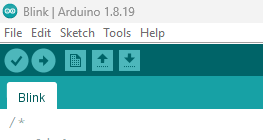 Blink | Arduino 1.8.19
File Edit Sketch Tools Help
Blink
/*